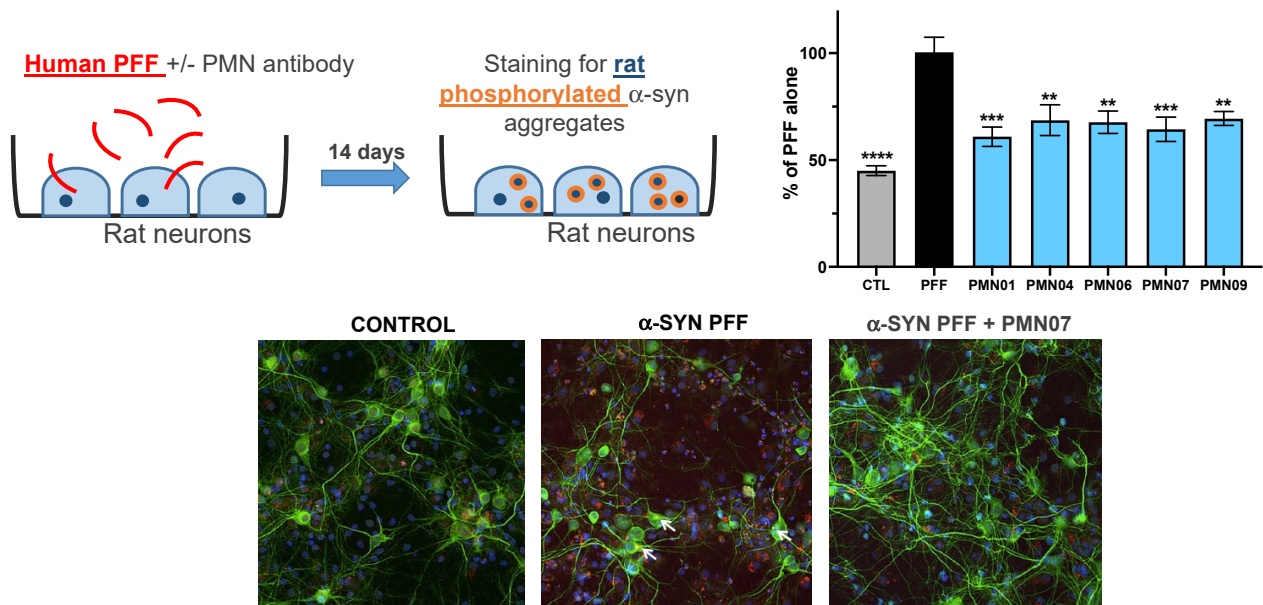 Human PFF +/- PMN antibody
Rat neurons
14 days
Staining for rat
phosphorylated α-syn
aggregates
Rat neurons
% of PFF alone
100
50
0
****
***
**
**
***
**
CTL
PFF
PMN01
PMN04
PMN06
PMN07
PMN09
CONTROL
α-SYN PFF
α-SYN PFF + PMN07